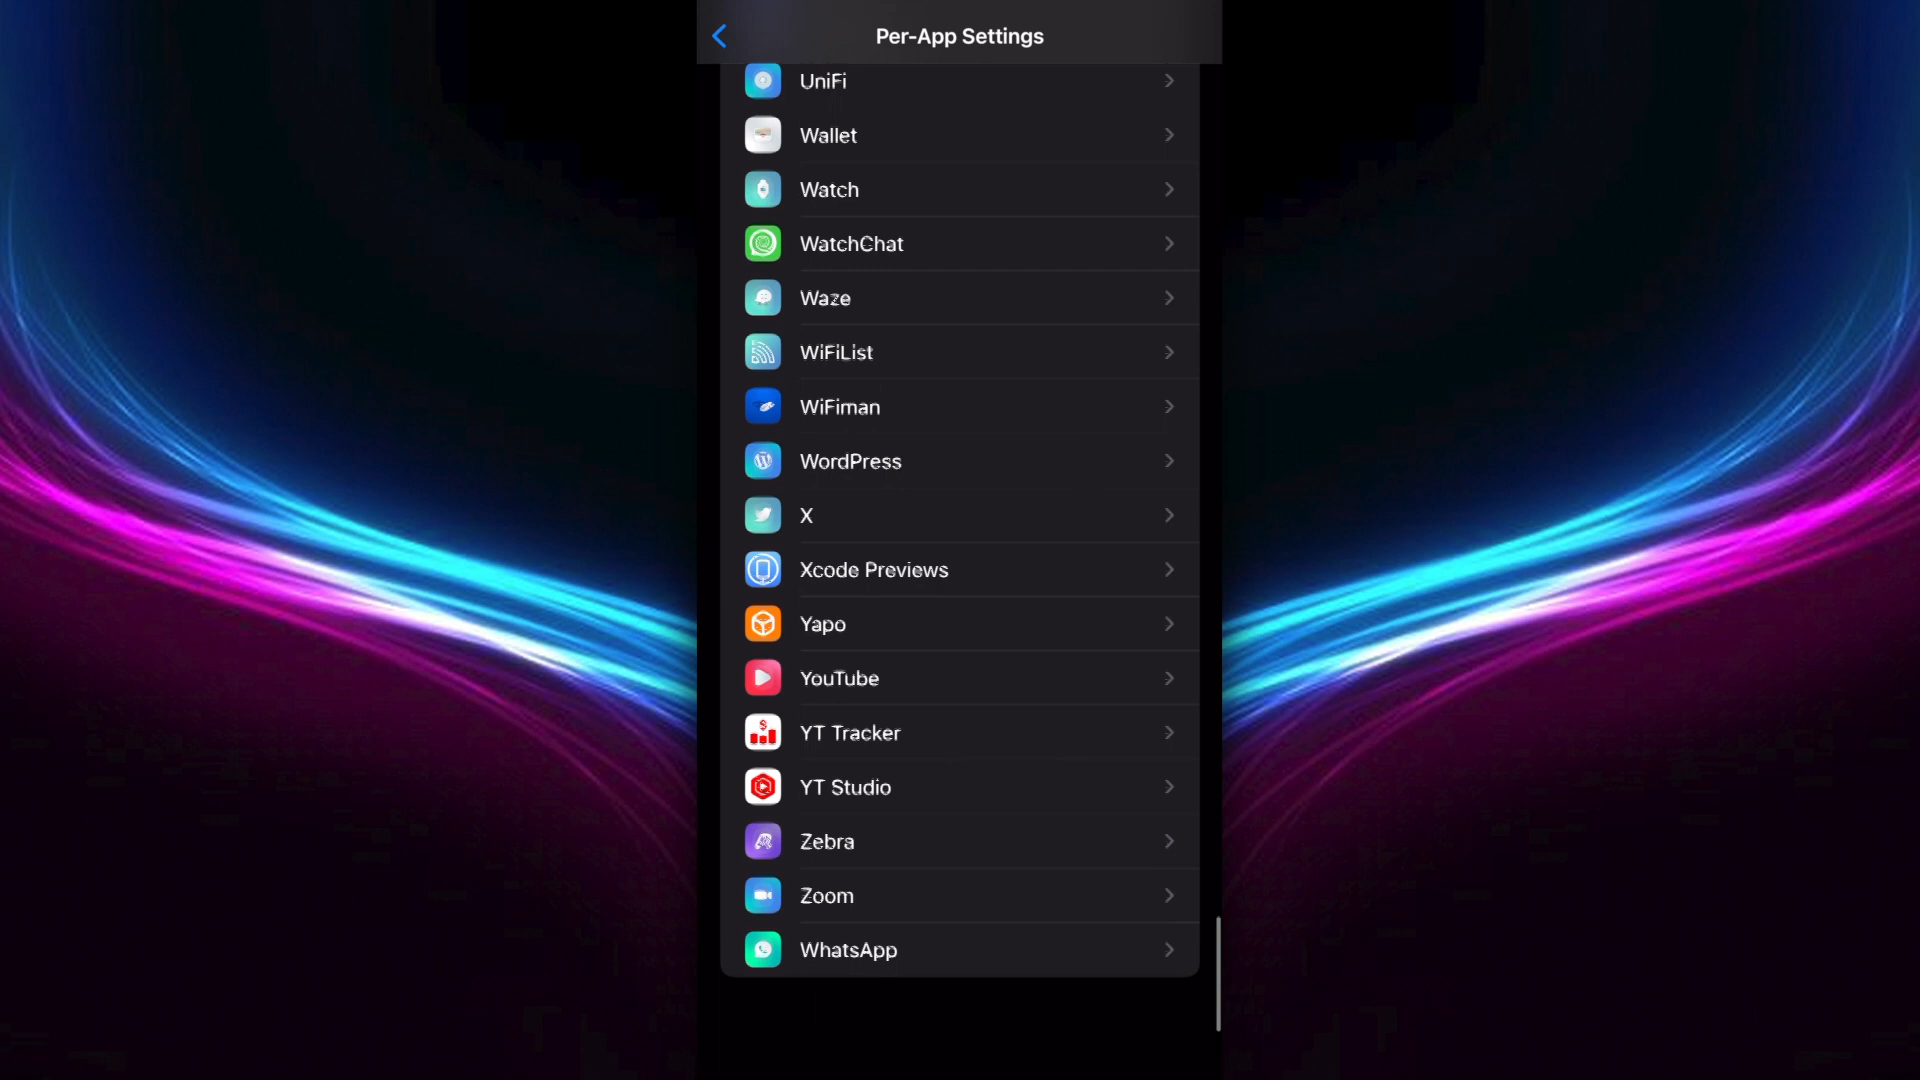 Per-App Settings
UniFi
Wallet
Watch
WatchChat
Waze
WiFiList
WiFiman
WordPress
X
Xcode Previews
Yapo
YouTube
YT Tracker
YT Studio
Zebra
Zoom
WhatsApp